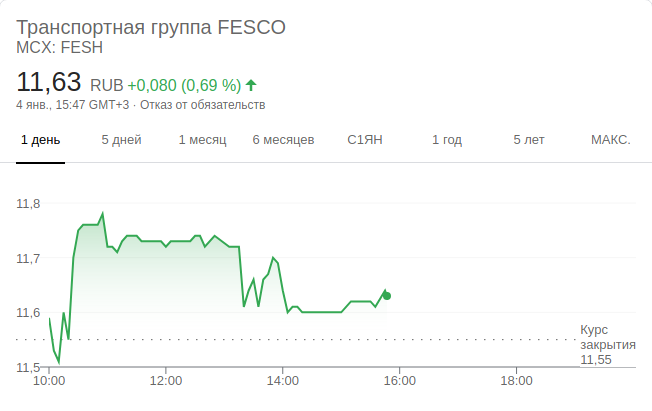 Транспортная группа FESCO
MCX: FESH
11,63 RUB +0,080 (0,69 %)
4 янв., 15:47 GMT+3 · Отказ от обязательств
1 день 5 дней 1 месяц 6 месяцев С1ЯН 1 год 5 лет МАКС.
11,8
11,7
11,6
Курс
закрытия
11,55
11,5
10:00 12:00 14:00 16:00 18:00